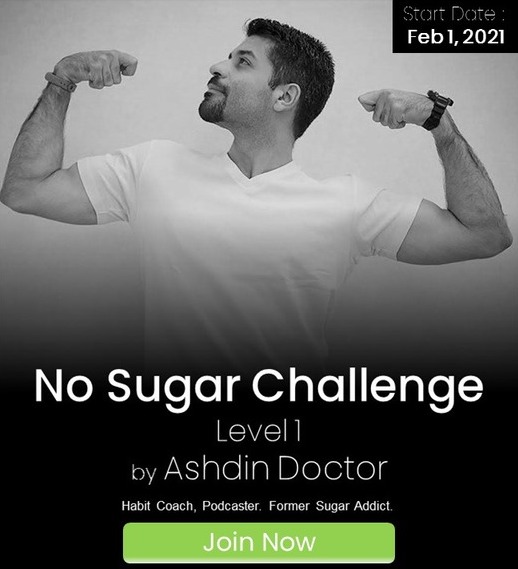 Start Date :
Feb 1, 2021
No Sugar Challenge
Level 1
by Ashdin Doctor
Habit Coach, Podcaster. Former Sugar Addict.
Join Now